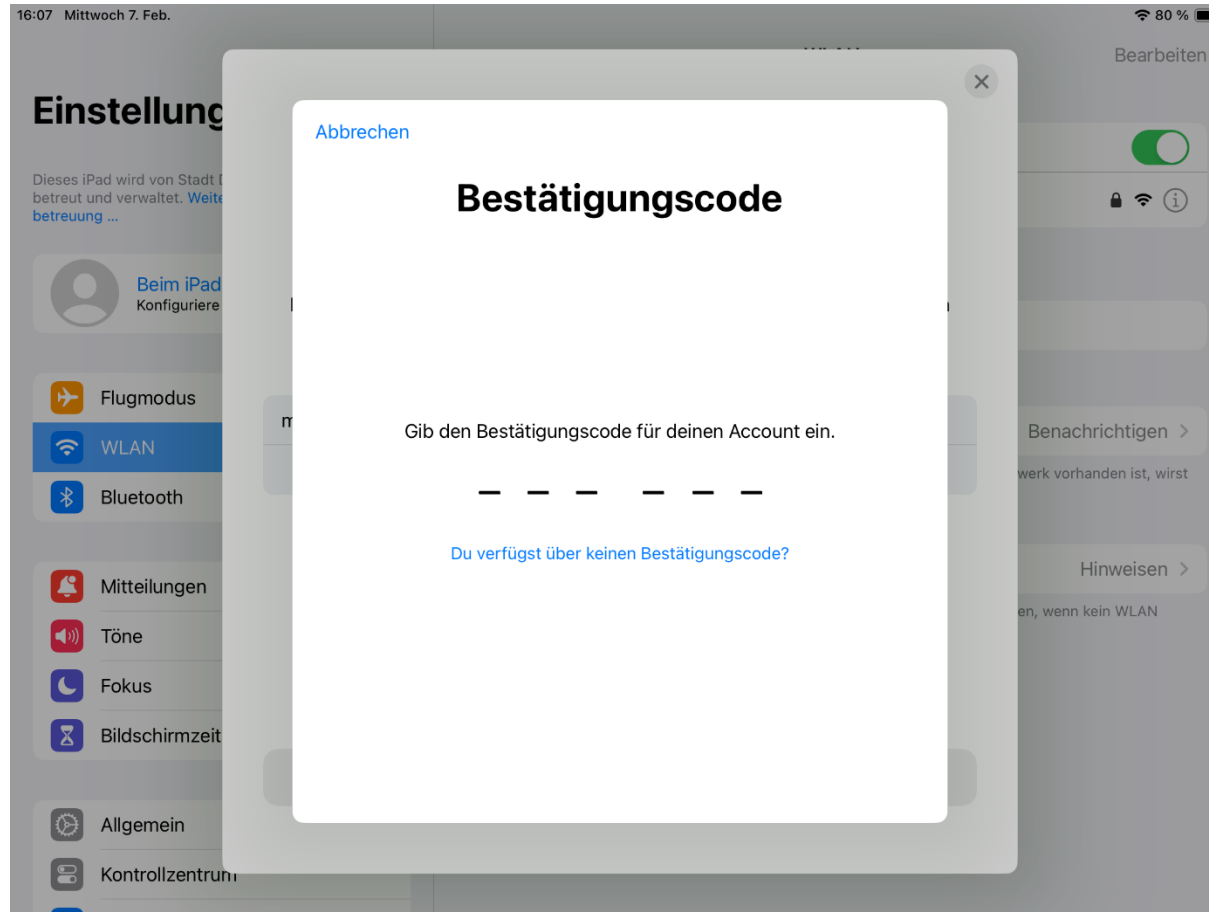 16:07 Mittwoch 7. Feb.
80 %
Bearbeiten
Einstellung
Dieses iPad wird von Stadt
betreut und verwaltet. Weite
betreuung ...
Beim iPad
Konfiguriere
Flugmodus
WLAN
Bluetooth
Mitteilungen
Töne
Fokus
Bildschirmzeit
Allgemein
Kontrollzentrum
Abbrechen
Bestätigungscode
Gib den Bestätigungscode für deinen Account ein.
Du verfügst über keinen Bestätigungscode?
Benachrichtigen
werk vorhanden ist, wirst
Hinweisen
en, wenn kein WLAN